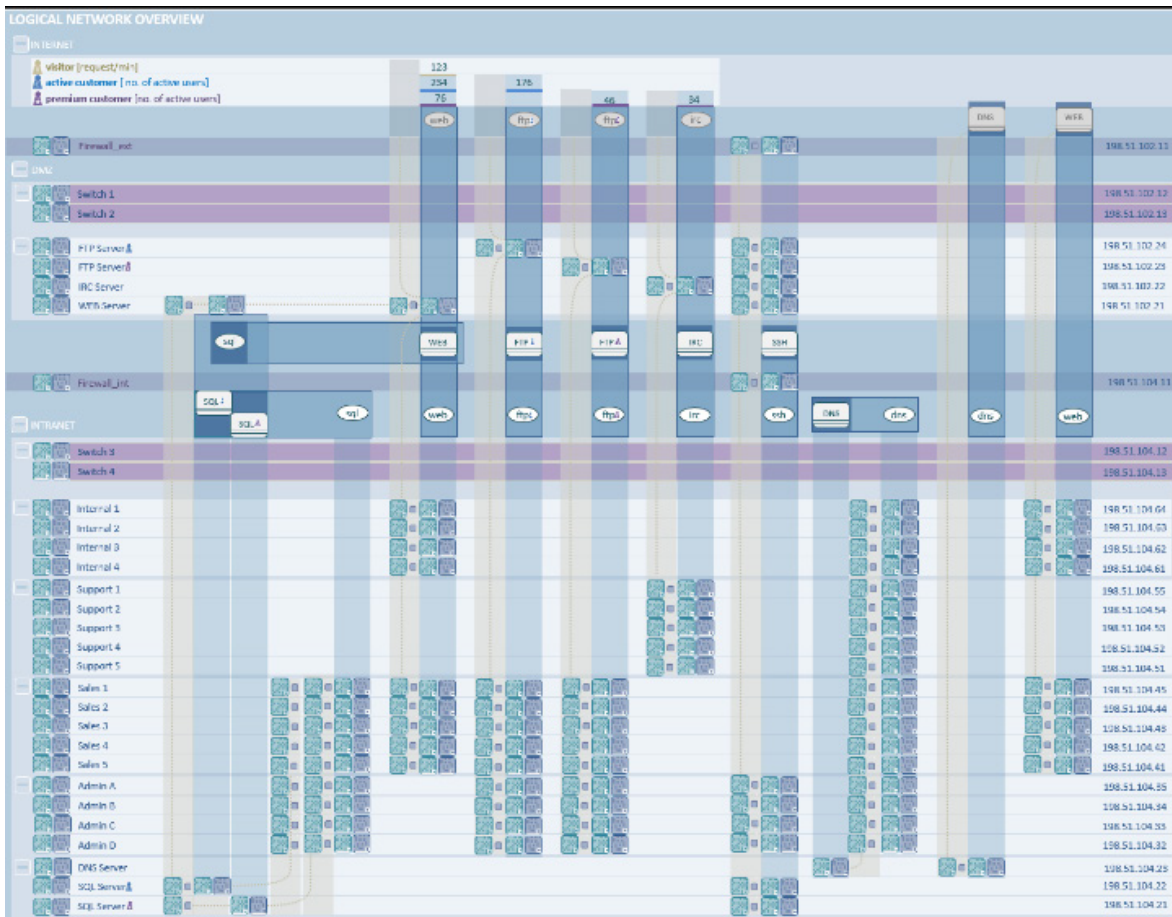 LOGICAL NETWORK OVERVIEW
INTERNET
visitor [request/min] 123
active customer [no. of active users] 254 176
premium customer [no. of active users] 76 46 34
web ftp ftp irc DNS WEB
Firewall_ext 198.51.102.11
DMZ
Switch 1 198.51.102.12
Switch 2 198.51.102.13
FTP Server 198.51.102.24
FTP Server 198.51.102.23
IRC Server 198.51.102.22
WEB Server 198.51.102.21
sql WEB FTP FTP IRC SSH
Firewall_int 198.51.104.11
SQL sql web ftp ftp irc ssh DNS dns dns web
SQL
INTRANET
Switch 3 198.51.104.12
Switch 4 198.51.104.13
Internal 1 198.51.104.64
Internal 2 198.51.104.63
Internal 3 198.51.104.62
Internal 4 198.51.104.61
Support 1 198.51.104.55
Support 2 198.51.104.54
Support 3 198.51.104.53
Support 4 198.51.104.52
Support 5 198.51.104.51
Sales 1 198.51.104.45
Sales 2 198.51.104.44
Sales 3 198.51.104.43
Sales 4 198.51.104.42
Sales 5 198.51.104.41
Admin A 198.51.104.35
Admin B 198.51.104.34
Admin C 198.51.104.33
Admin D 198.51.104.32
DNS Server 198.51.104.23
SQL Server 198.51.104.22
SQL Server 198.51.104.21